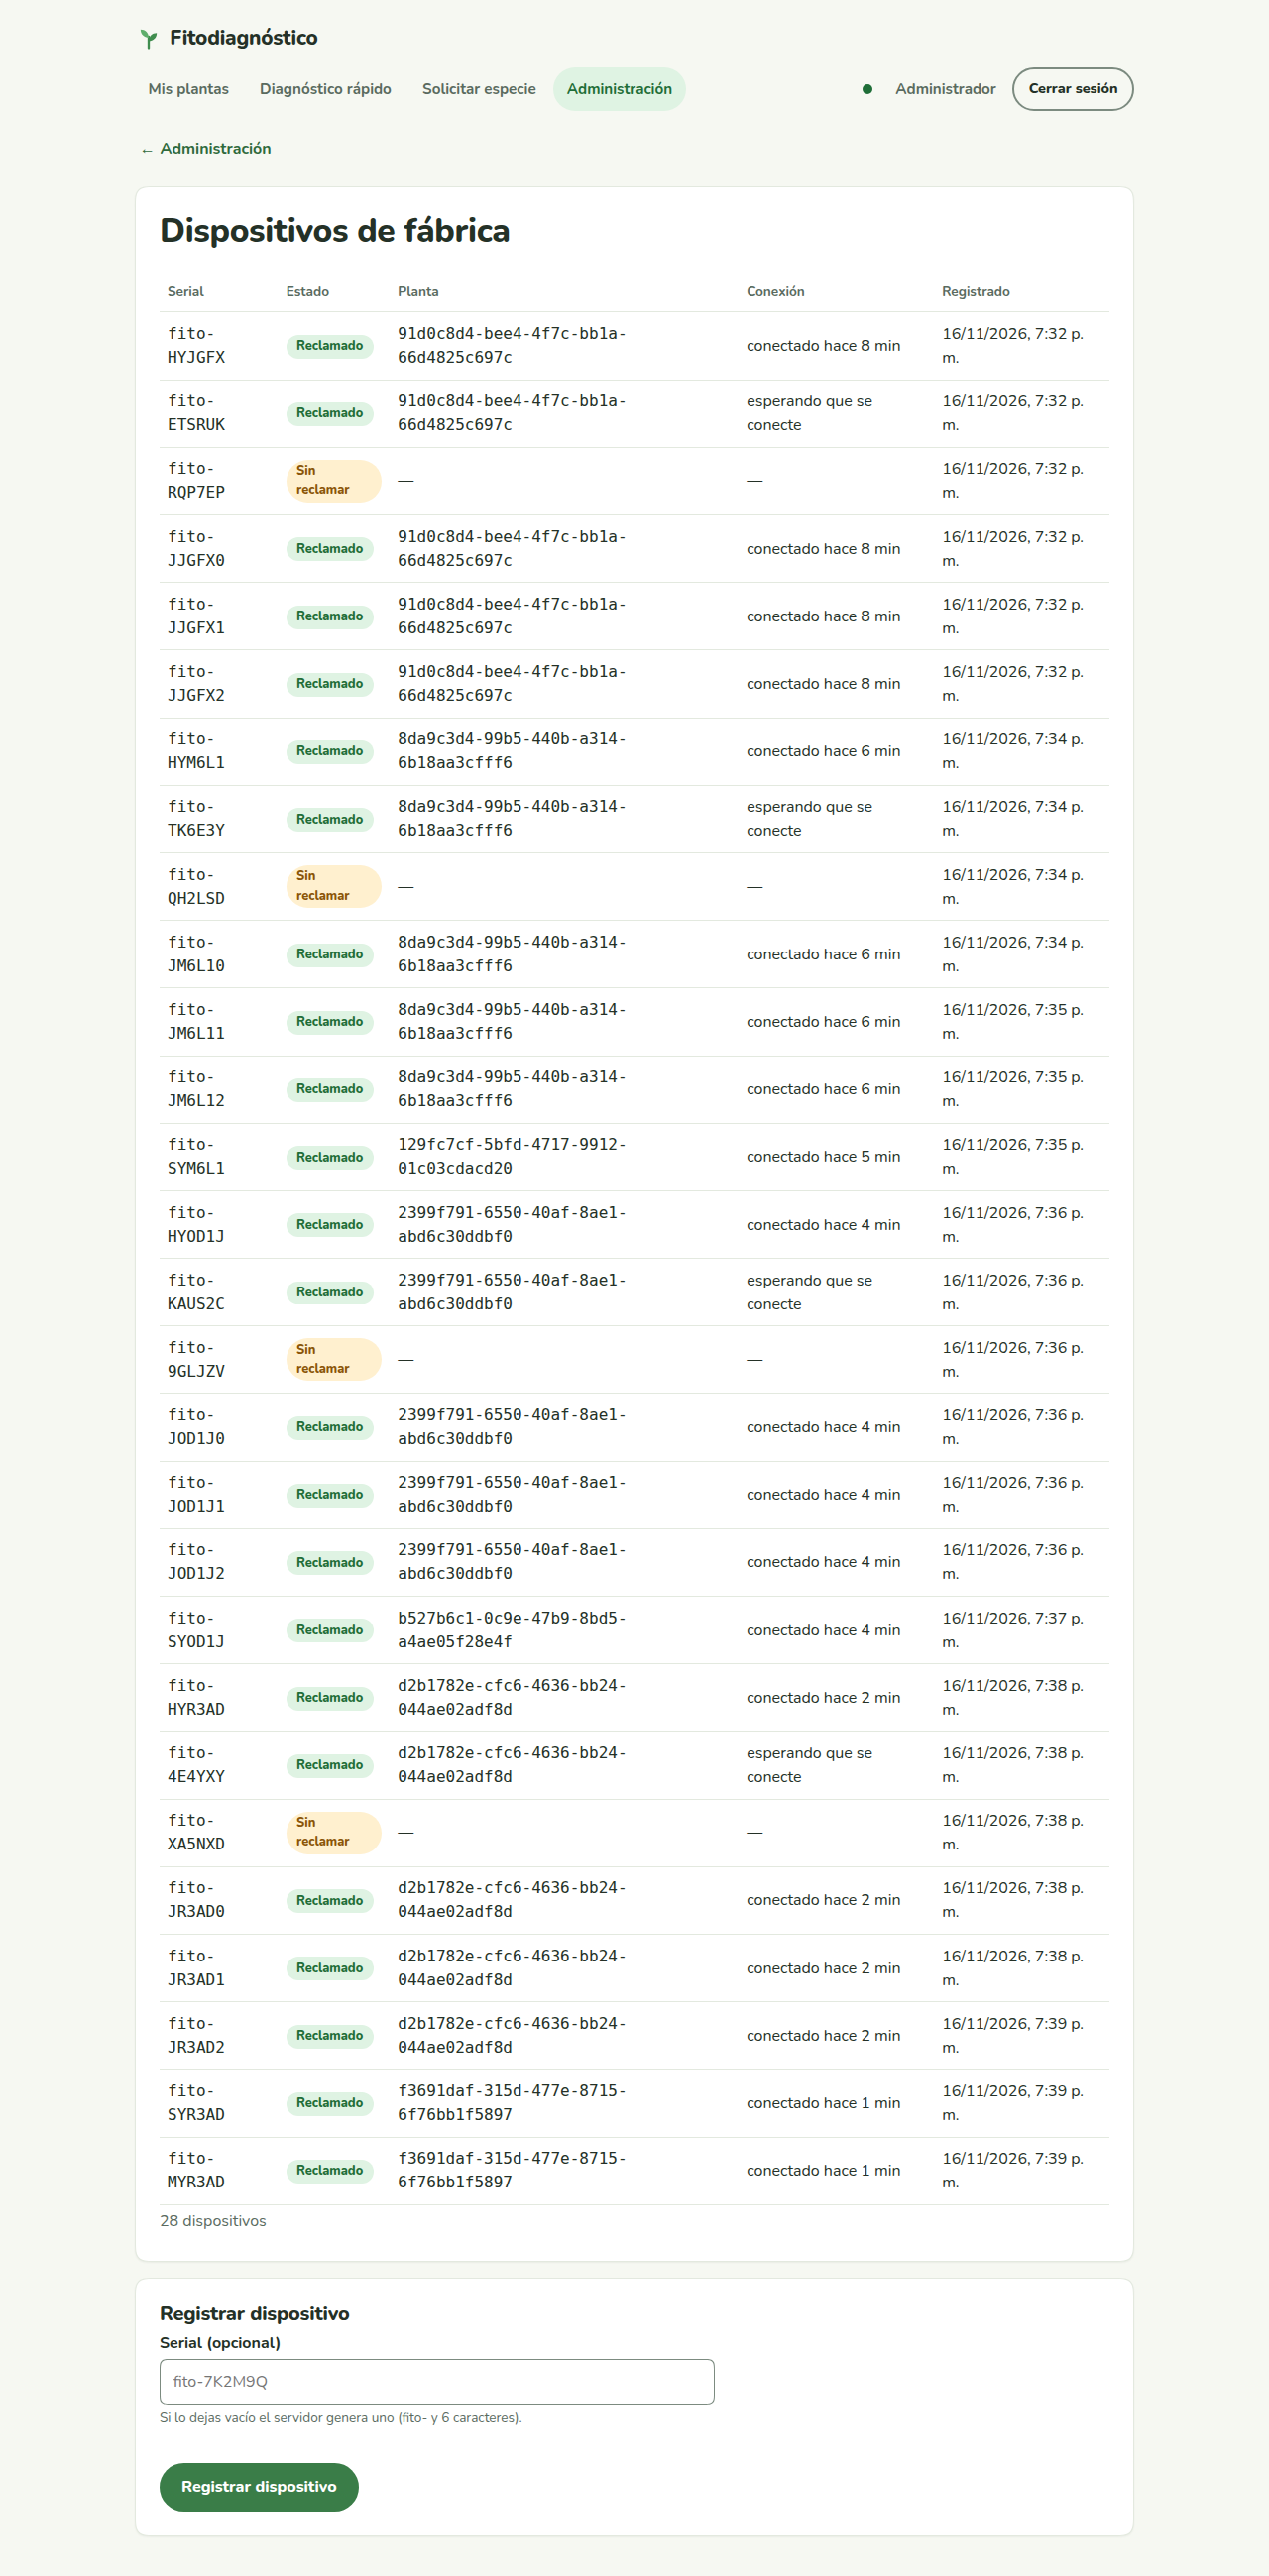 Fitodiagnóstico
Mis plantas Diagnóstico rápido Solicitar especie Administración Administrador Cerrar sesión
← Administración
Dispositivos de fábrica
Serial Estado Planta Conexión Registrado
fito-HYJGFX Reclamado 91d0c8d4-bee4-4f7c-bb1a-66d4825c697c conectado hace 8 min 16/11/2026, 7:32 p. m.
fito-ETSRUK Reclamado 91d0c8d4-bee4-4f7c-bb1a-66d4825c697c esperando que se conecte 16/11/2026, 7:32 p. m.
fito-RQP7EP Sin reclamar — — 16/11/2026, 7:32 p. m.
fito-JJGFX0 Reclamado 91d0c8d4-bee4-4f7c-bb1a-66d4825c697c conectado hace 8 min 16/11/2026, 7:32 p. m.
fito-JJGFX1 Reclamado 91d0c8d4-bee4-4f7c-bb1a-66d4825c697c conectado hace 8 min 16/11/2026, 7:32 p. m.
fito-JJGFX2 Reclamado 91d0c8d4-bee4-4f7c-bb1a-66d4825c697c conectado hace 8 min 16/11/2026, 7:32 p. m.
fito-HYM6L1 Reclamado 8da9c3d4-99b5-440b-a314-6b18aa3cfff6 conectado hace 6 min 16/11/2026, 7:34 p. m.
fito-TK6E3Y Reclamado 8da9c3d4-99b5-440b-a314-6b18aa3cfff6 esperando que se conecte 16/11/2026, 7:34 p. m.
fito-QH2LSD Sin reclamar — — 16/11/2026, 7:34 p. m.
fito-JM6L10 Reclamado 8da9c3d4-99b5-440b-a314-6b18aa3cfff6 conectado hace 6 min 16/11/2026, 7:34 p. m.
fito-JM6L11 Reclamado 8da9c3d4-99b5-440b-a314-6b18aa3cfff6 conectado hace 6 min 16/11/2026, 7:35 p. m.
fito-JM6L12 Reclamado 8da9c3d4-99b5-440b-a314-6b18aa3cfff6 conectado hace 6 min 16/11/2026, 7:35 p. m.
fito-SYM6L1 Reclamado 129fc7cf-5bfd-4717-9912-01c03cdacd20 conectado hace 5 min 16/11/2026, 7:35 p. m.
fito-HYOD1J Reclamado 2399f791-6550-40af-8ae1-abd6c30ddbf0 conectado hace 4 min 16/11/2026, 7:36 p. m.
fito-KAUS2C Reclamado 2399f791-6550-40af-8ae1-abd6c30ddbf0 esperando que se conecte 16/11/2026, 7:36 p. m.
fito-9GLJZV Sin reclamar — — 16/11/2026, 7:36 p. m.
fito-JOD1J0 Reclamado 2399f791-6550-40af-8ae1-abd6c30ddbf0 conectado hace 4 min 16/11/2026, 7:36 p. m.
fito-JOD1J1 Reclamado 2399f791-6550-40af-8ae1-abd6c30ddbf0 conectado hace 4 min 16/11/2026, 7:36 p. m.
fito-JOD1J2 Reclamado 2399f791-6550-40af-8ae1-abd6c30ddbf0 conectado hace 4 min 16/11/2026, 7:36 p. m.
fito-SYOD1J Reclamado b527b6c1-0c9e-47b9-8bd5-a4ae05f28e4f conectado hace 4 min 16/11/2026, 7:37 p. m.
fito-HYR3AD Reclamado d2b1782e-cfc6-4636-bb24-044ae02adf8d conectado hace 2 min 16/11/2026, 7:38 p. m.
fito-4E4YXY Reclamado d2b1782e-cfc6-4636-bb24-044ae02adf8d esperando que se conecte 16/11/2026, 7:38 p. m.
fito-XA5NXD Sin reclamar — — 16/11/2026, 7:38 p. m.
fito-JR3AD0 Reclamado d2b1782e-cfc6-4636-bb24-044ae02adf8d conectado hace 2 min 16/11/2026, 7:38 p. m.
fito-JR3AD1 Reclamado d2b1782e-cfc6-4636-bb24-044ae02adf8d conectado hace 2 min 16/11/2026, 7:38 p. m.
fito-JR3AD2 Reclamado d2b1782e-cfc6-4636-bb24-044ae02adf8d conectado hace 2 min 16/11/2026, 7:39 p. m.
fito-SYR3AD Reclamado f3691daf-315d-477e-8715-6f76bb1f5897 conectado hace 1 min 16/11/2026, 7:39 p. m.
fito-MYR3AD Reclamado f3691daf-315d-477e-8715-6f76bb1f5897 conectado hace 1 min 16/11/2026, 7:39 p. m.
28 dispositivos
Registrar dispositivo
Serial (opcional)
fito-7K2M9Q
Si lo dejas vacío el servidor genera uno (fito- y 6 caracteres).
Registrar dispositivo